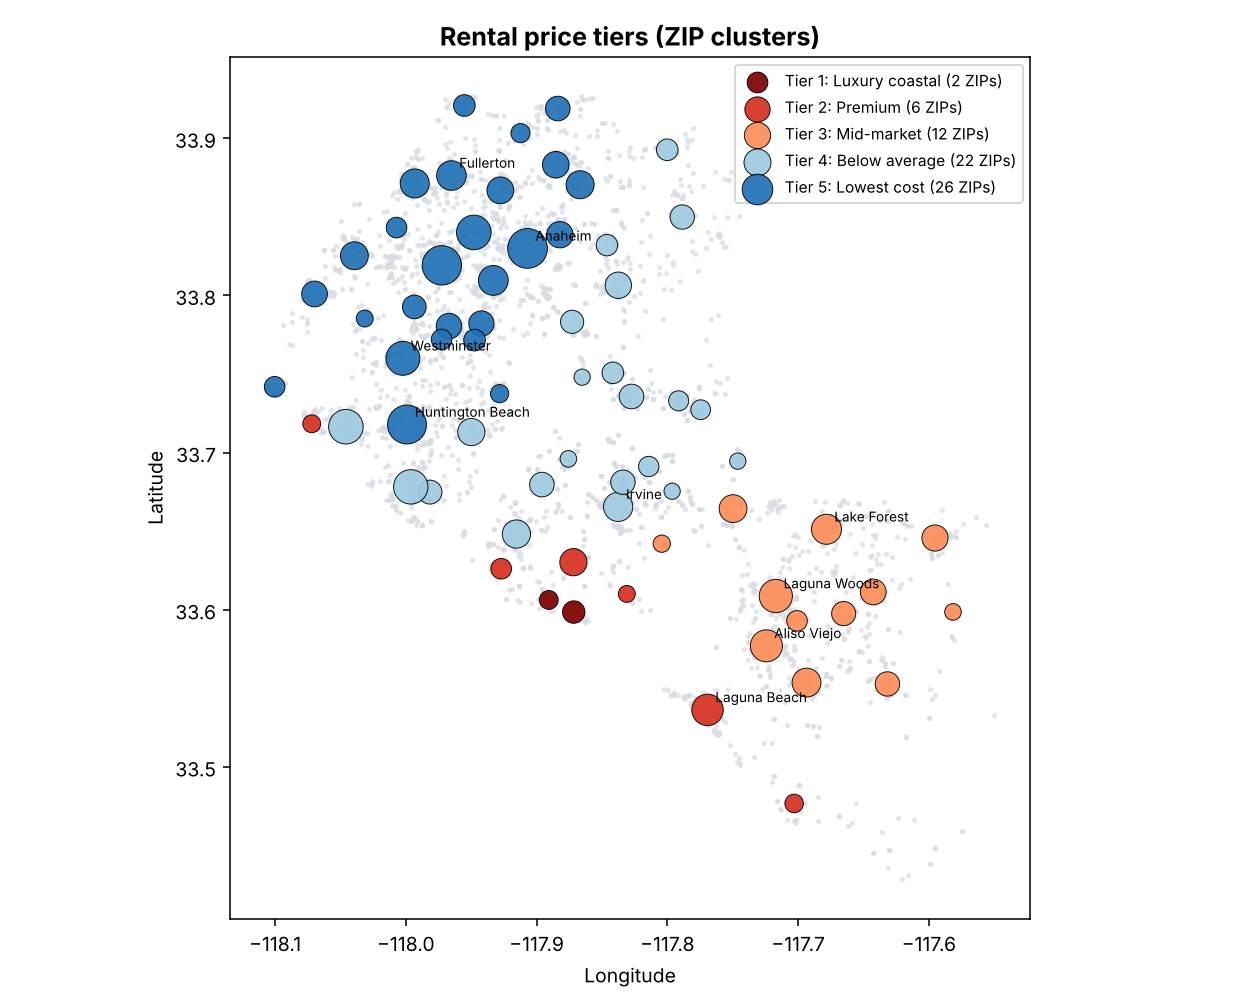 Rental price tiers (ZIP clusters)
Tier 1: Luxury coastal (2 ZIPs)
Tier 2: Premium (6 ZIPs)
Tier 3: Mid-market (12 ZIPs)
Tier 4: Below average (22 ZIPs)
Tier 5: Lowest cost (26 ZIPs)
33.9
33.8
33.7
33.6
33.5
Latitude
Fullerton
Anaheim
Westminster
Huntington Beach
Irvine
Lake Forest
Laguna Woods
Aliso Viejo
Laguna Beach
−118.1
−118.0
−117.9
−117.8
−117.7
−117.6
Longitude